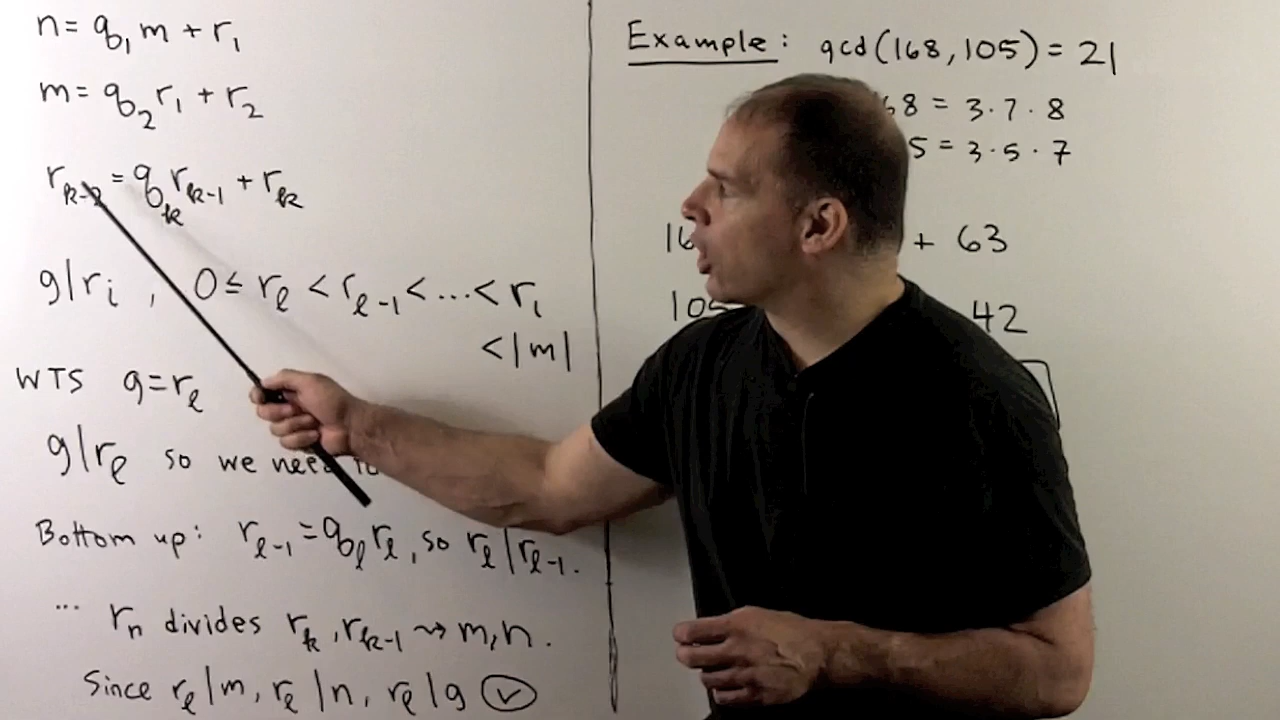 n = q₁m + r₁
m = q₂r₁ + r₂
r_{k-2} = q_k r_{k-1} + r_k
g|r_i , 0 ≤ r_ℓ < r_{ℓ-1} < ... < r₁
< |m|
WTS g = r_ℓ
g|r_ℓ so we need to
Bottom up: r_{ℓ-1} = q_ℓ r_ℓ, so r_ℓ | r_{ℓ-1}.
... r_n divides r_k, r_{k-1} ⇝ m, n.
Since r_ℓ|m, r_ℓ|n, r_ℓ|g ✓
Example: gcd(168, 105) = 21
68 = 3·7·8
5 = 3·5·7
16 + 63
105 42